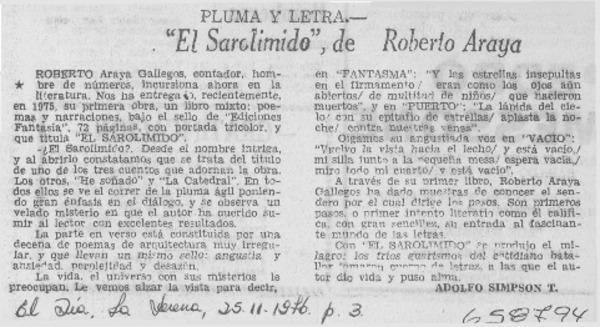 PLUMA Y LETRA.—
"El Sarolimido", de Roberto Araya
ROBERTO Araya Gallegos, contador, hom-
★ bre de números, incursiona ahora en la
literatura. Nos ha entregado, recientemente,
en 1975, su primera obra, un libro mixto: poe-
mas y narraciones, bajo el sello de "Ediciones
Fantasía", 72 páginas, con portada tricolor, y
que titula "EL SAROLIMIDO".
-¿El Sarolimido?. Desde el nombre intriga,
y al abrirlo constatamos que se trata del título
de uno de los tres cuentos que adornan la obra.
Los otros, "He soñado" y "La Catedral". En to-
dos ellos se ve el correr de la pluma ágil ponien-
do gran énfasis en el diálogo, y se observa un
velado misterio en que el autor ha querido su-
mir al lector con excelentes resultados.
La parte en verso está constituida por una
decena de poemas de arquitectura muy irregu-
lar, y que llevan un mismo sello: angustia y
ansiedad, perplejidad y desazón.
La vida, el universo con sus misterios le
preocupan. Le vemos alzar la vista para decir,
en "FANTASMA": "Y las estrellas insepultas
en el firmamento/ eran como los ojos aún
abiertos/ de multitud de niños/ que hacieron
muertos", y en "PUERTO": "La lápida del cie-
lo/ con su epitafio de estrellas/ aplasta la no-
che/ contra nuestras venas".
Oigamos su angustiada voz en "VACIO":
"Vuelvo la vista hacia el lecho/ y está vacío,/
mi silla junto a la pequeña mesa/ espera vacía,/
miro todo mi cuarto/ y está vacío".
A través de su primer libro, Roberto Araya
Gallegos ha dado muestras de conocer el sen-
dero por el cual dirige los pasos. Son primeros
pasos, o primer intento literario como él califi-
ca, con gran sencillez, su entrada al fascinan-
te mundo de las letras.
Con "EL SAROLIMIDO" se produjo el mi-
lagro: los tríos guarismos del cotidiano bata-
llar tomaron cuerpo de letras, a las que el au-
tor dio vida y puso alma.
ADOLFO SIMPSON T.
El Día, La Serena, 25-11-1976 p. 3.
658794